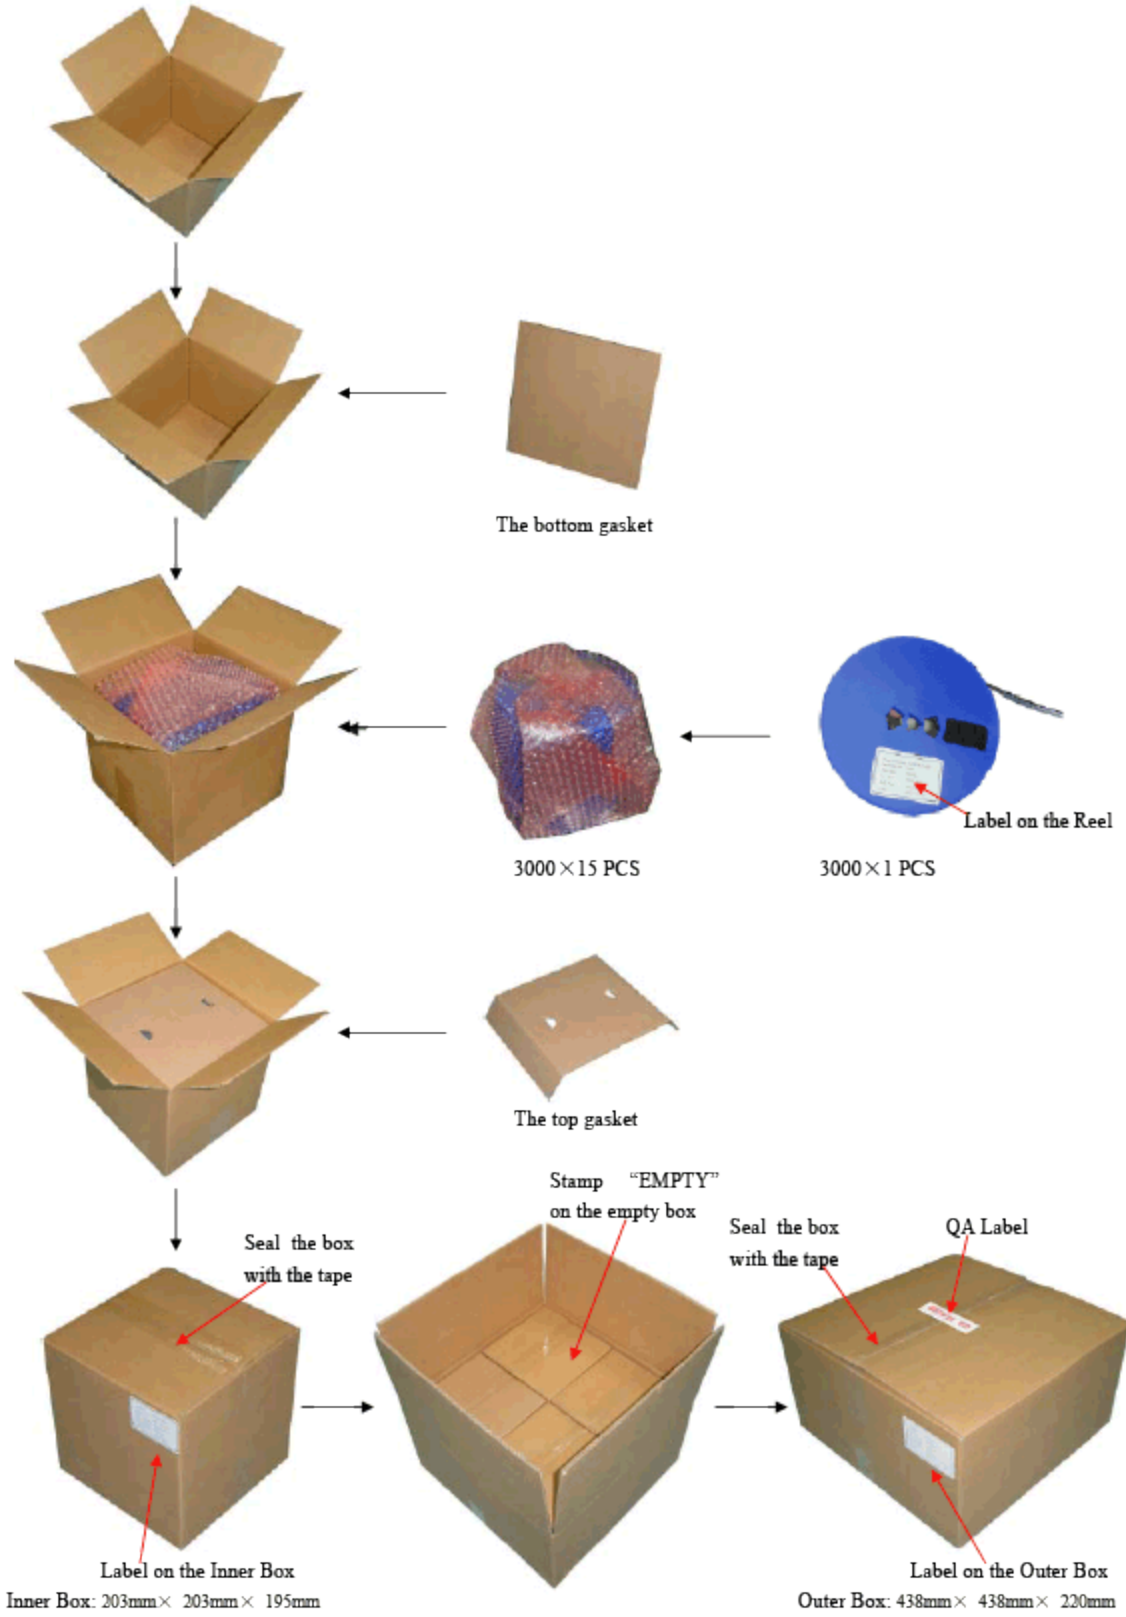 The bottom gasket
Label on the Reel
3000×15 PCS
3000×1 PCS
The top gasket
Stamp “EMPTY”
on the empty box
Seal the box
with the tape
Seal the box
with the tape
QA Label
Label on the Inner Box
Inner Box: 203mm× 203mm× 195mm
Label on the Outer Box
Outer Box: 438mm× 438mm× 220mm